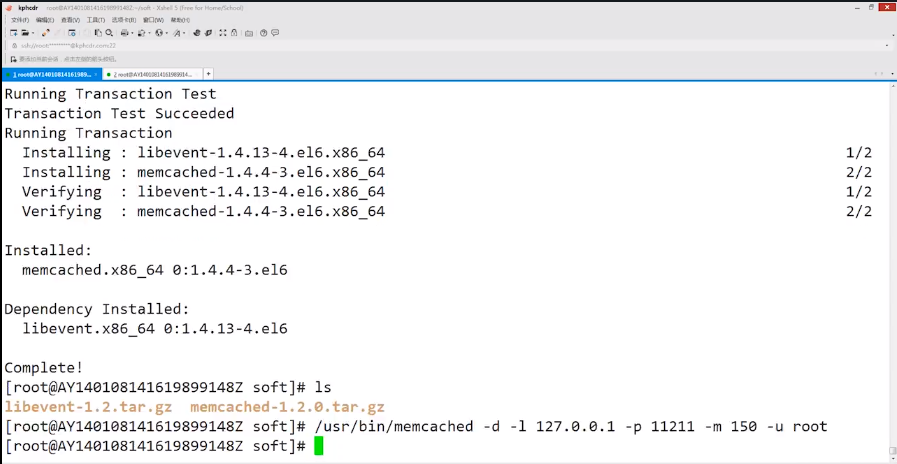 kphcdr root@AY140108141619899148Z:~/soft - Xshell 5 (Free for Home/School)
文件(F) 编辑(E) 查看(V) 工具(T) 选项卡(B) 窗口(W) 帮助(H)
ssh://root:********@kphcdr.com:22
要添加当前会话，点击左侧的箭头按钮。
1 root@AY140108141619899... × 2 root@AY14010814161989914... × +
Running Transaction Test
Transaction Test Succeeded
Running Transaction
Installing : libevent-1.4.13-4.el6.x86_64 1/2
Installing : memcached-1.4.4-3.el6.x86_64 2/2
Verifying : libevent-1.4.13-4.el6.x86_64 1/2
Verifying : memcached-1.4.4-3.el6.x86_64 2/2
Installed:
memcached.x86_64 0:1.4.4-3.el6
Dependency Installed:
libevent.x86_64 0:1.4.13-4.el6
Complete!
[root@AY140108141619899148Z soft]# ls
libevent-1.2.tar.gz memcached-1.2.0.tar.gz
[root@AY140108141619899148Z soft]# /usr/bin/memcached -d -l 127.0.0.1 -p 11211 -m 150 -u root
[root@AY140108141619899148Z soft]#